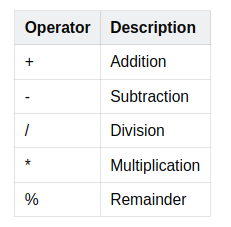 Operator Description
+ Addition
- Subtraction
/ Division
* Multiplication
% Remainder